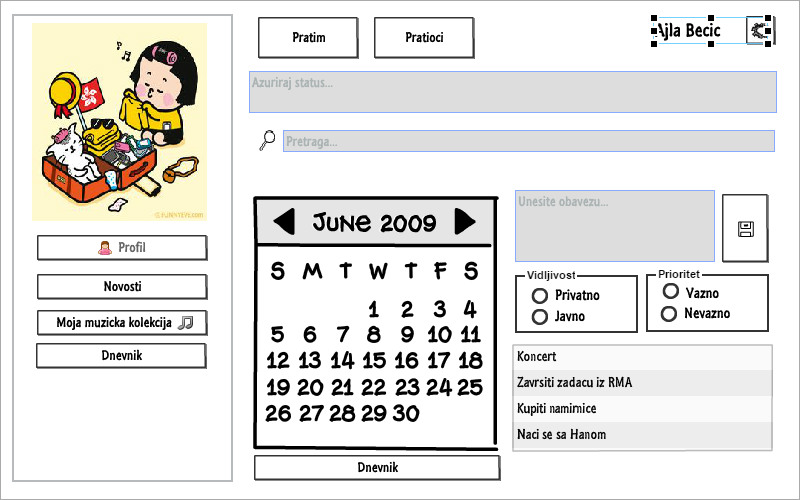 Pratim
Pratioci
Ajla Becic
Azuriraj status...
Pretraga...
Profil
Novosti
Moja muzicka kolekcija
Dnevnik
JUNE 2009
S M T W T F S
1 2 3 4
5 6 7 8 9 10 11
12 13 14 15 16 17 18
19 20 21 22 23 24 25
26 27 28 29 30
Dnevnik
Unesite obavezu...
Vidljivost
Privatno
Javno
Prioritet
Vazno
Nevazno
Koncert
Zavrsiti zadacu iz RMA
Kupiti namirnice
Naci se sa Hanom